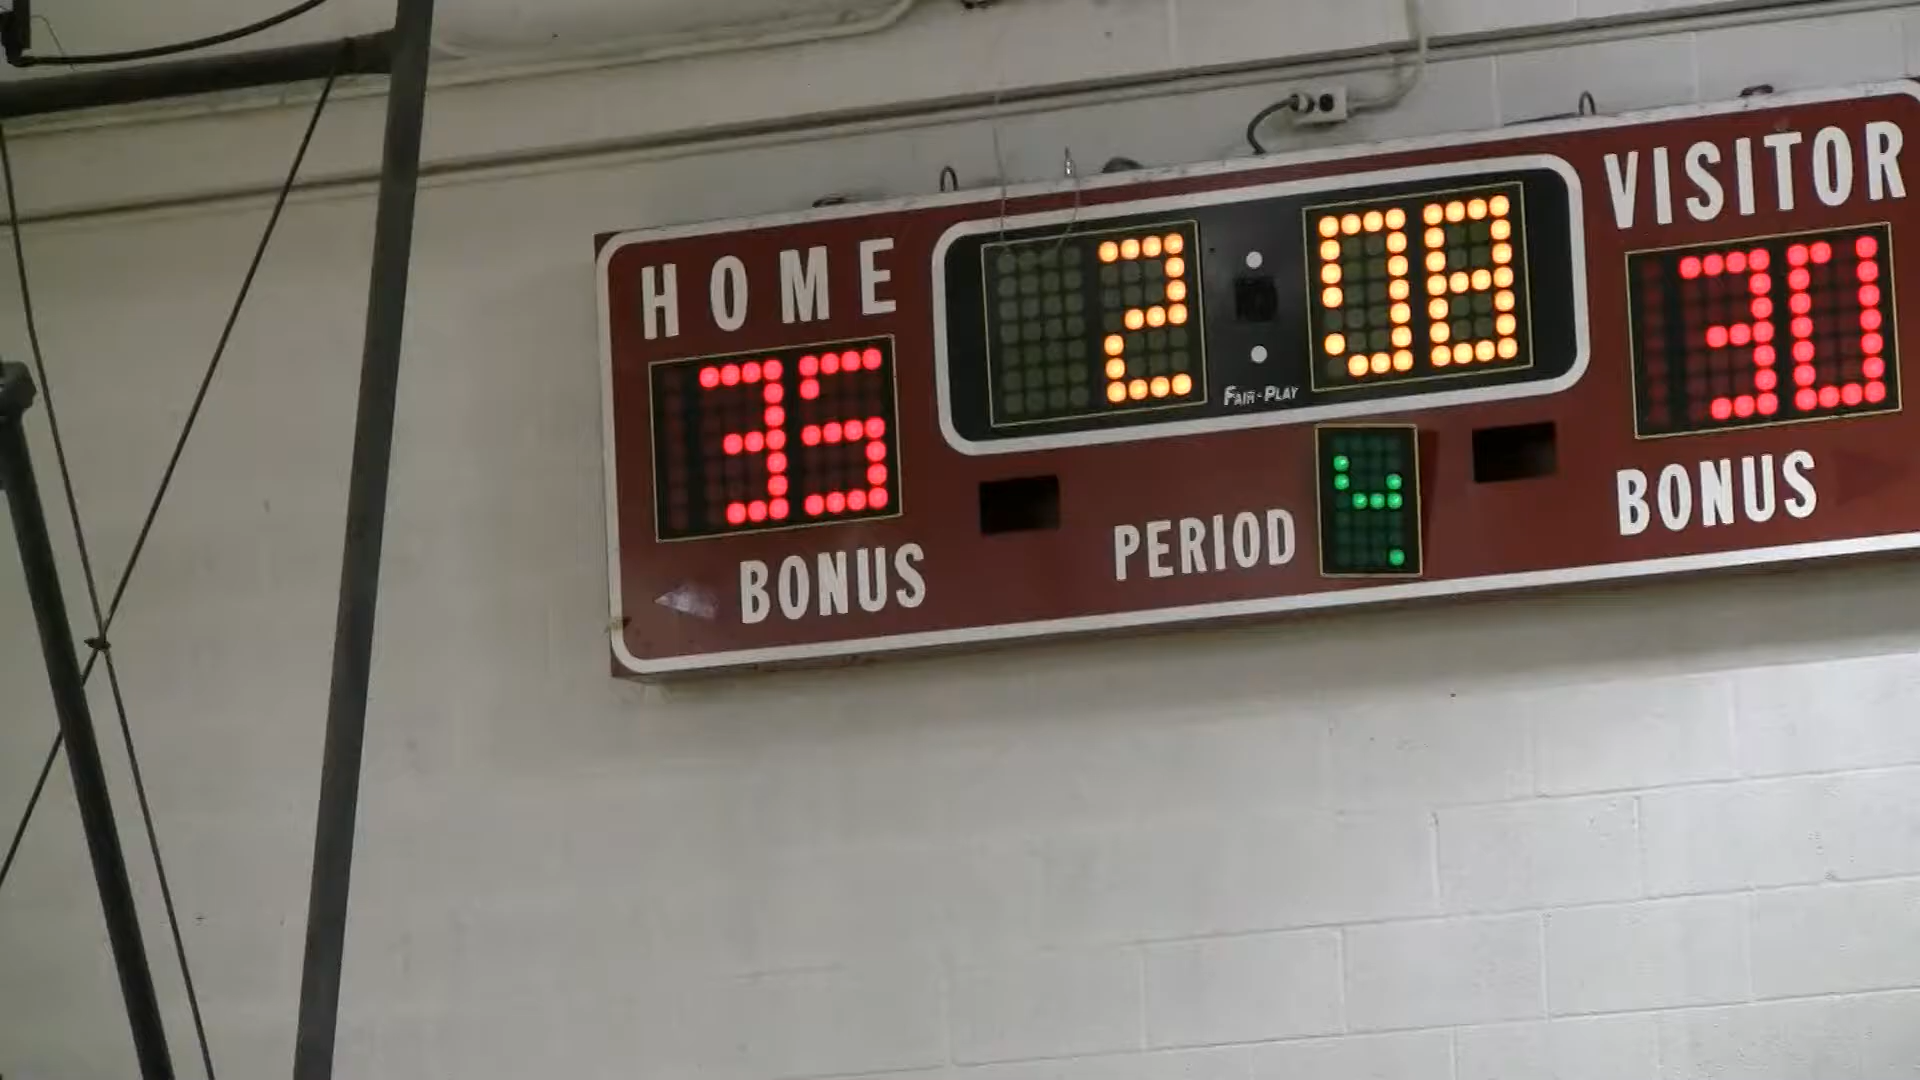 HOME 2:08 VISITOR
35 30
FAIR-PLAY
PERIOD 4
BONUS BONUS